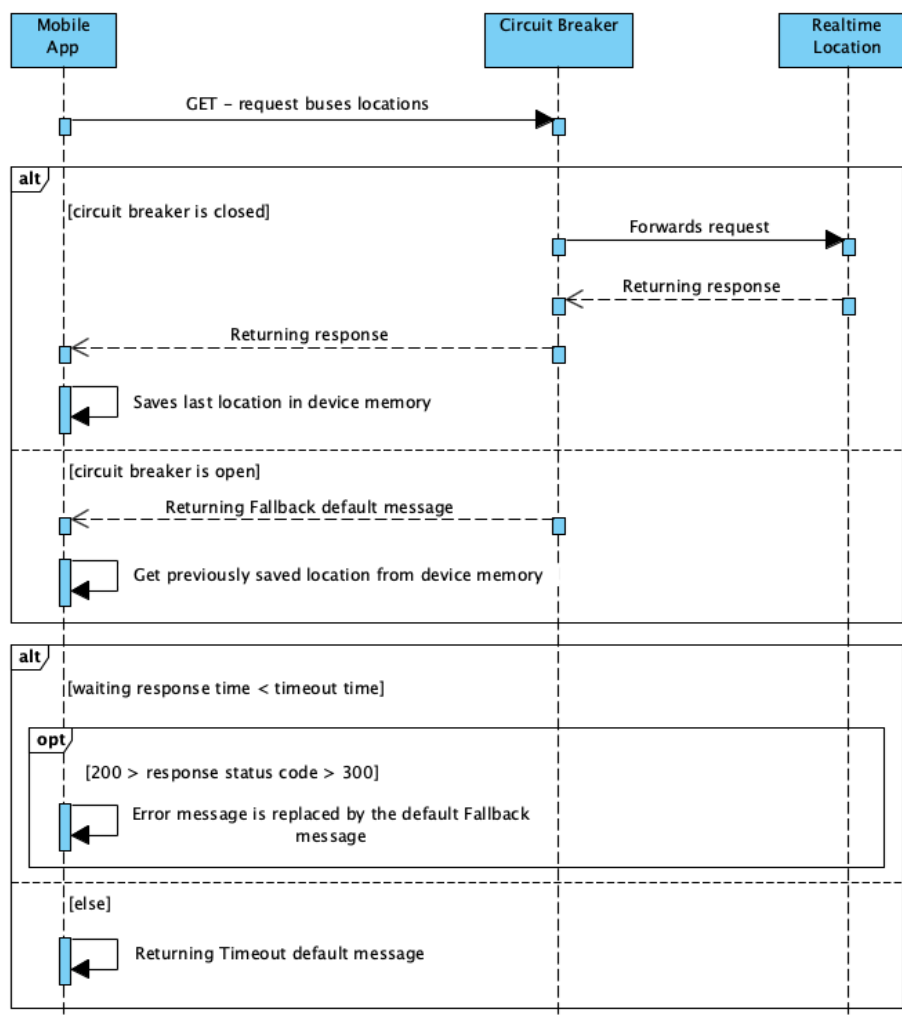 Mobile
App
Circuit Breaker
Realtime
Location
GET – request buses locations
alt
[circuit breaker is closed]
Forwards request
Returning response
Returning response
Saves last location in device memory
[circuit breaker is open]
Returning Fallback default message
Get previously saved location from device memory
alt
[waiting response time < timeout time]
opt
[200 > response status code > 300]
Error message is replaced by the default Fallback
message
[else]
Returning Timeout default message